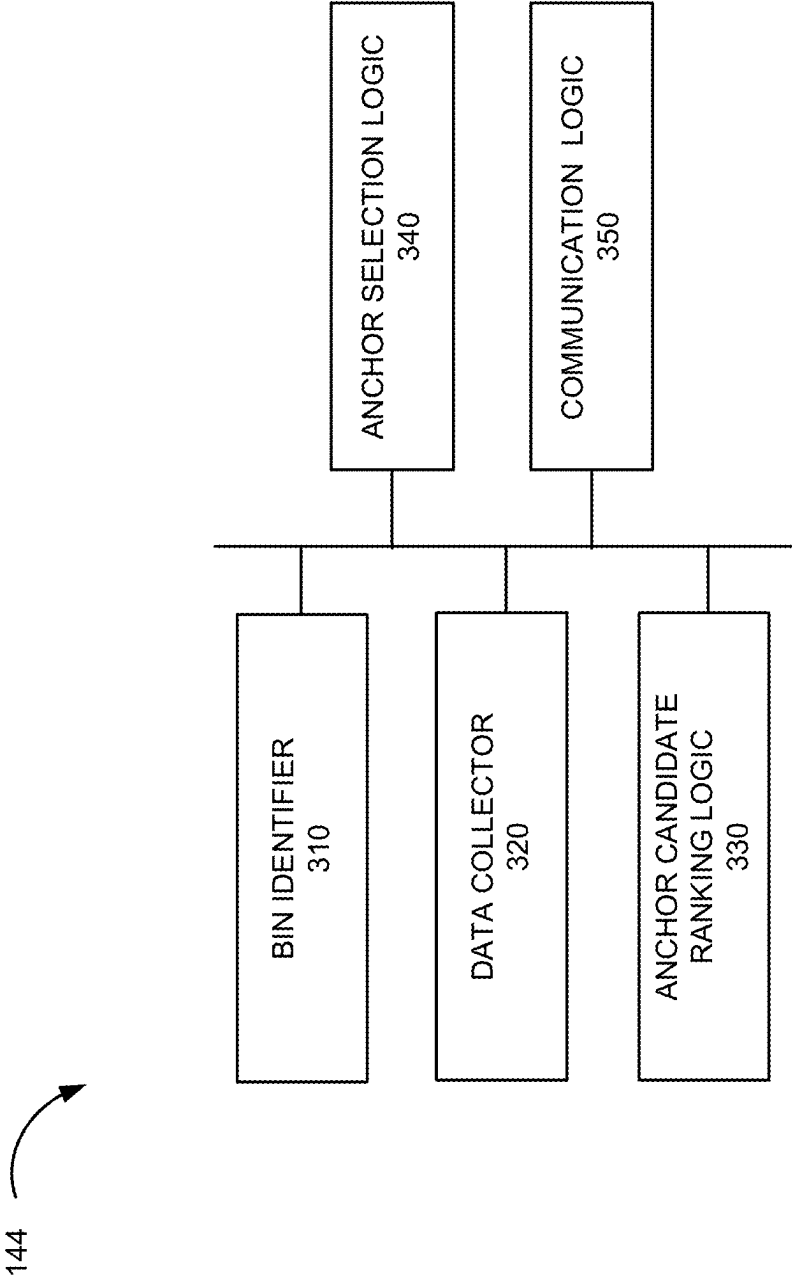 144
BIN IDENTIFIER
310
DATA COLLECTOR
320
ANCHOR CANDIDATE
RANKING LOGIC
330
ANCHOR SELECTION LOGIC
340
COMMUNICATION LOGIC
350